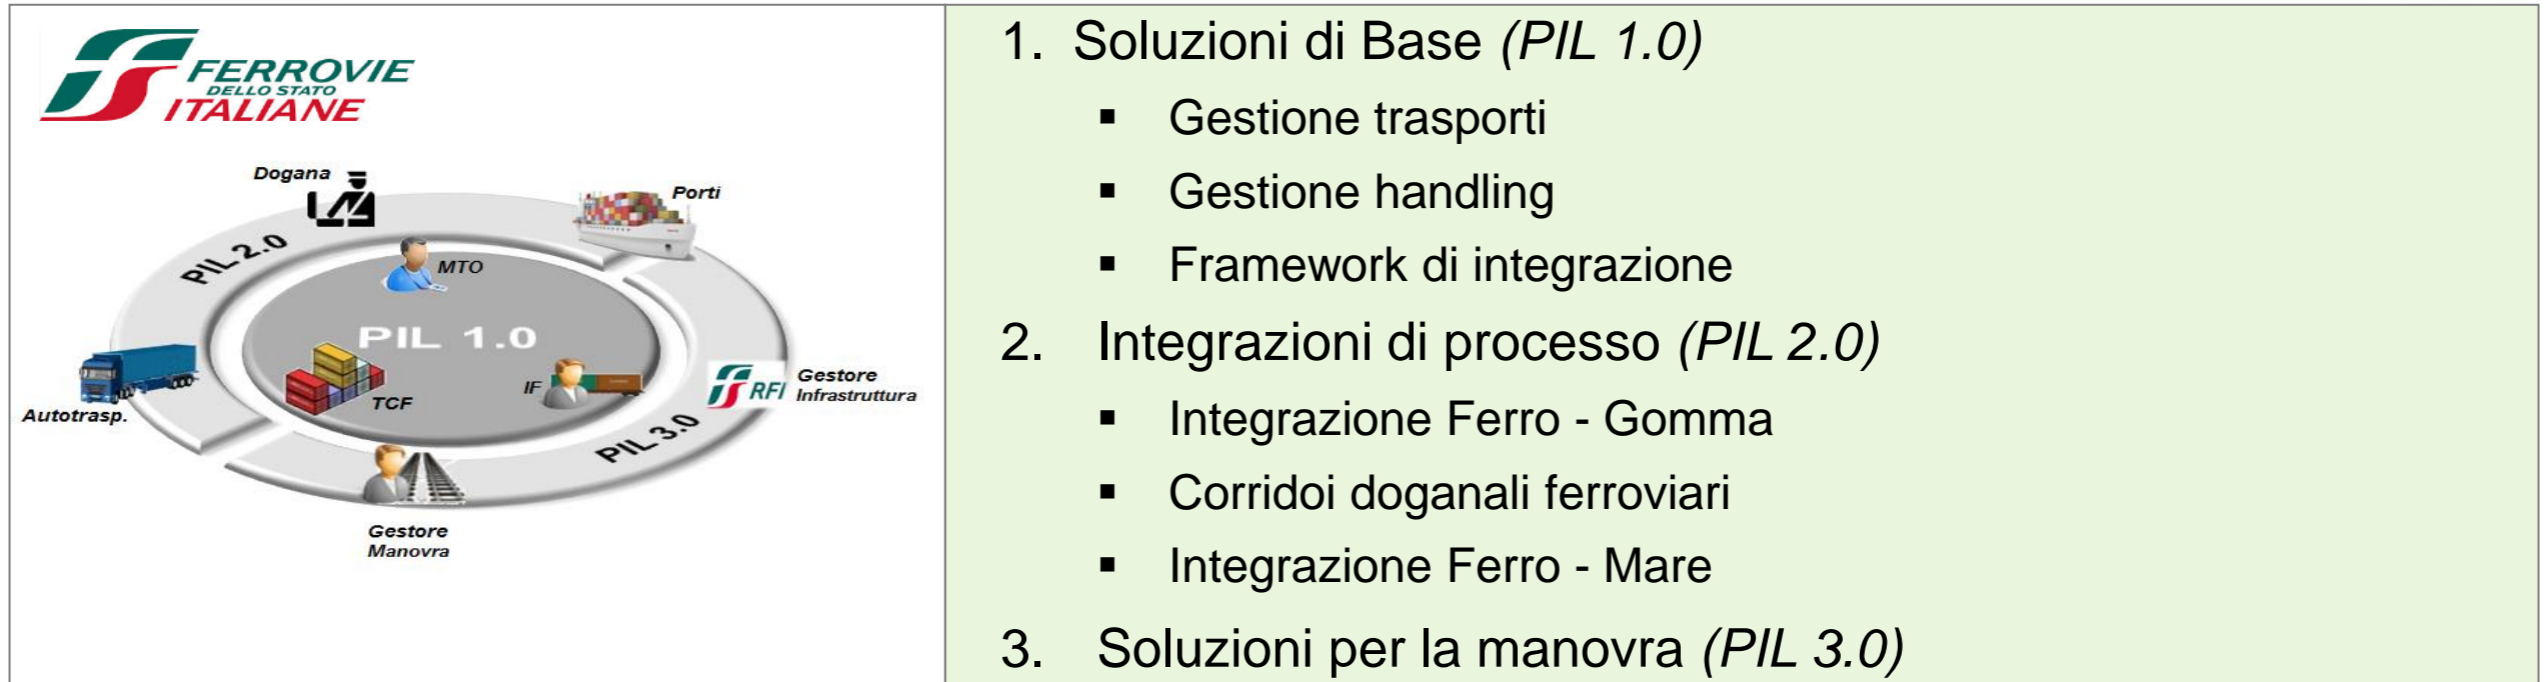 FERROVIE
DELLO STATO
ITALIANE
Dogana
Porti
PIL 2.0
MTO
PIL 1.0
TCF
IF
RFI
Gestore
Infrastruttura
Autotrasp.
PIL 3.0
Gestore
Manovra
1. Soluzioni di Base (PIL 1.0)
▪ Gestione trasporti
▪ Gestione handling
▪ Framework di integrazione
2. Integrazioni di processo (PIL 2.0)
▪ Integrazione Ferro - Gomma
▪ Corridoi doganali ferroviari
▪ Integrazione Ferro - Mare
3. Soluzioni per la manovra (PIL 3.0)